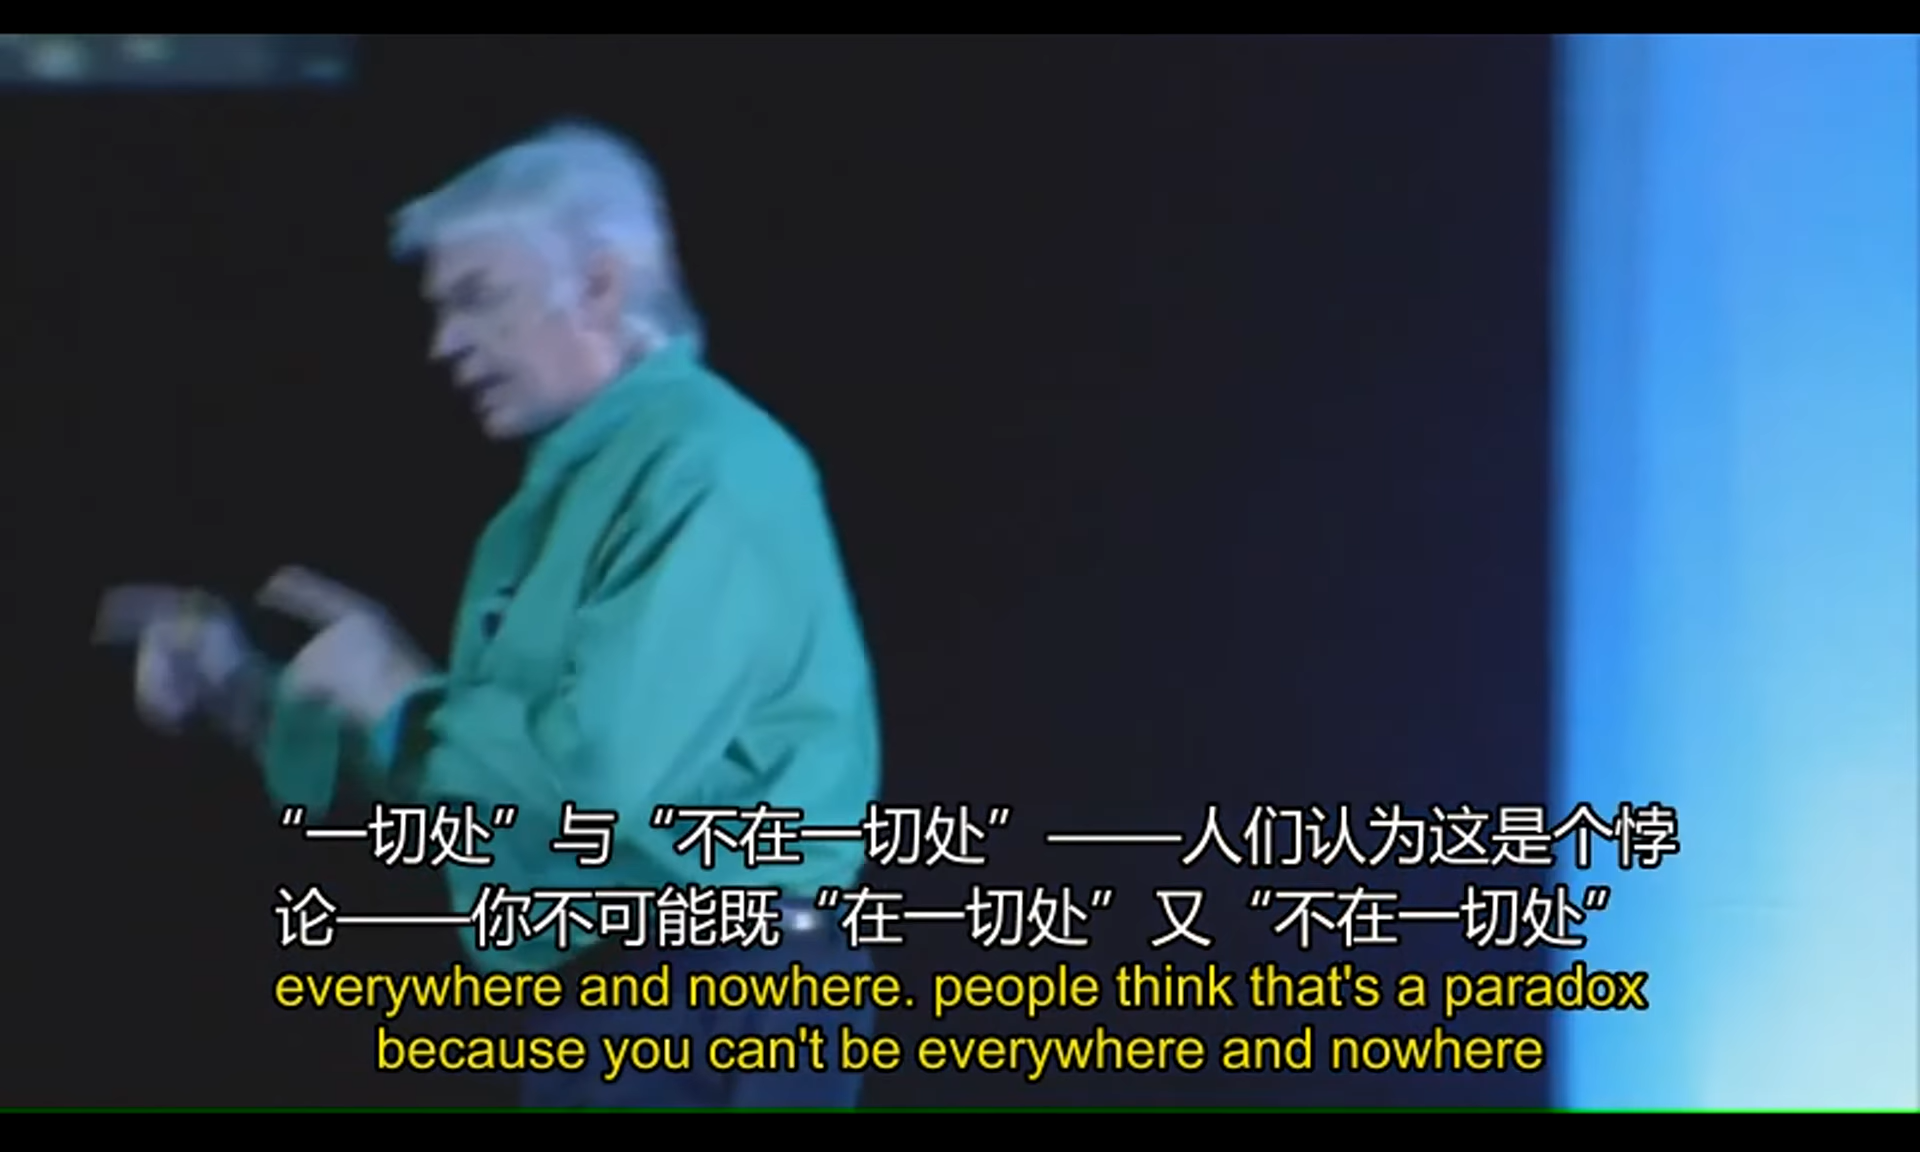 “一切处”与“不在一切处”——人们认为这是个悖
论——你不可能既“在一切处”又“不在一切处”
everywhere and nowhere. people think that's a paradox
because you can't be everywhere and nowhere